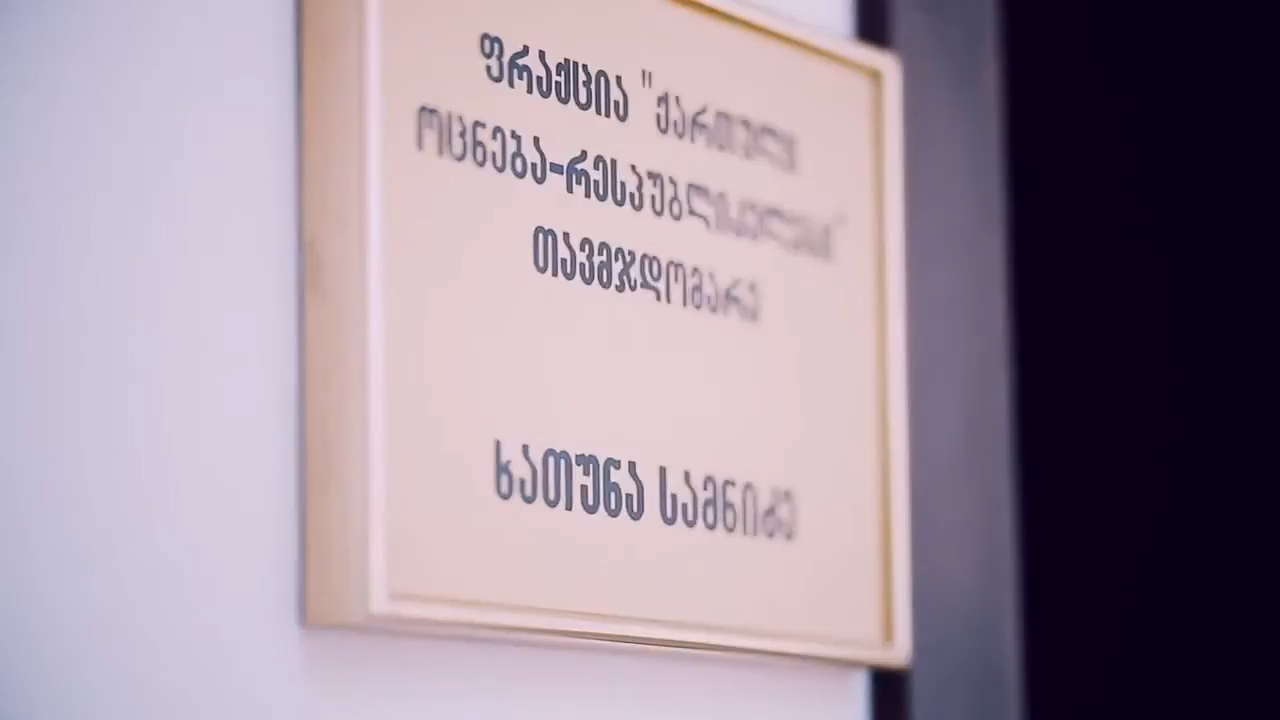 ფრაქცია "ქართული
ოცნება-რესპუბლიკელები"
თავმჯდომარე
ხათუნა სამნიძე